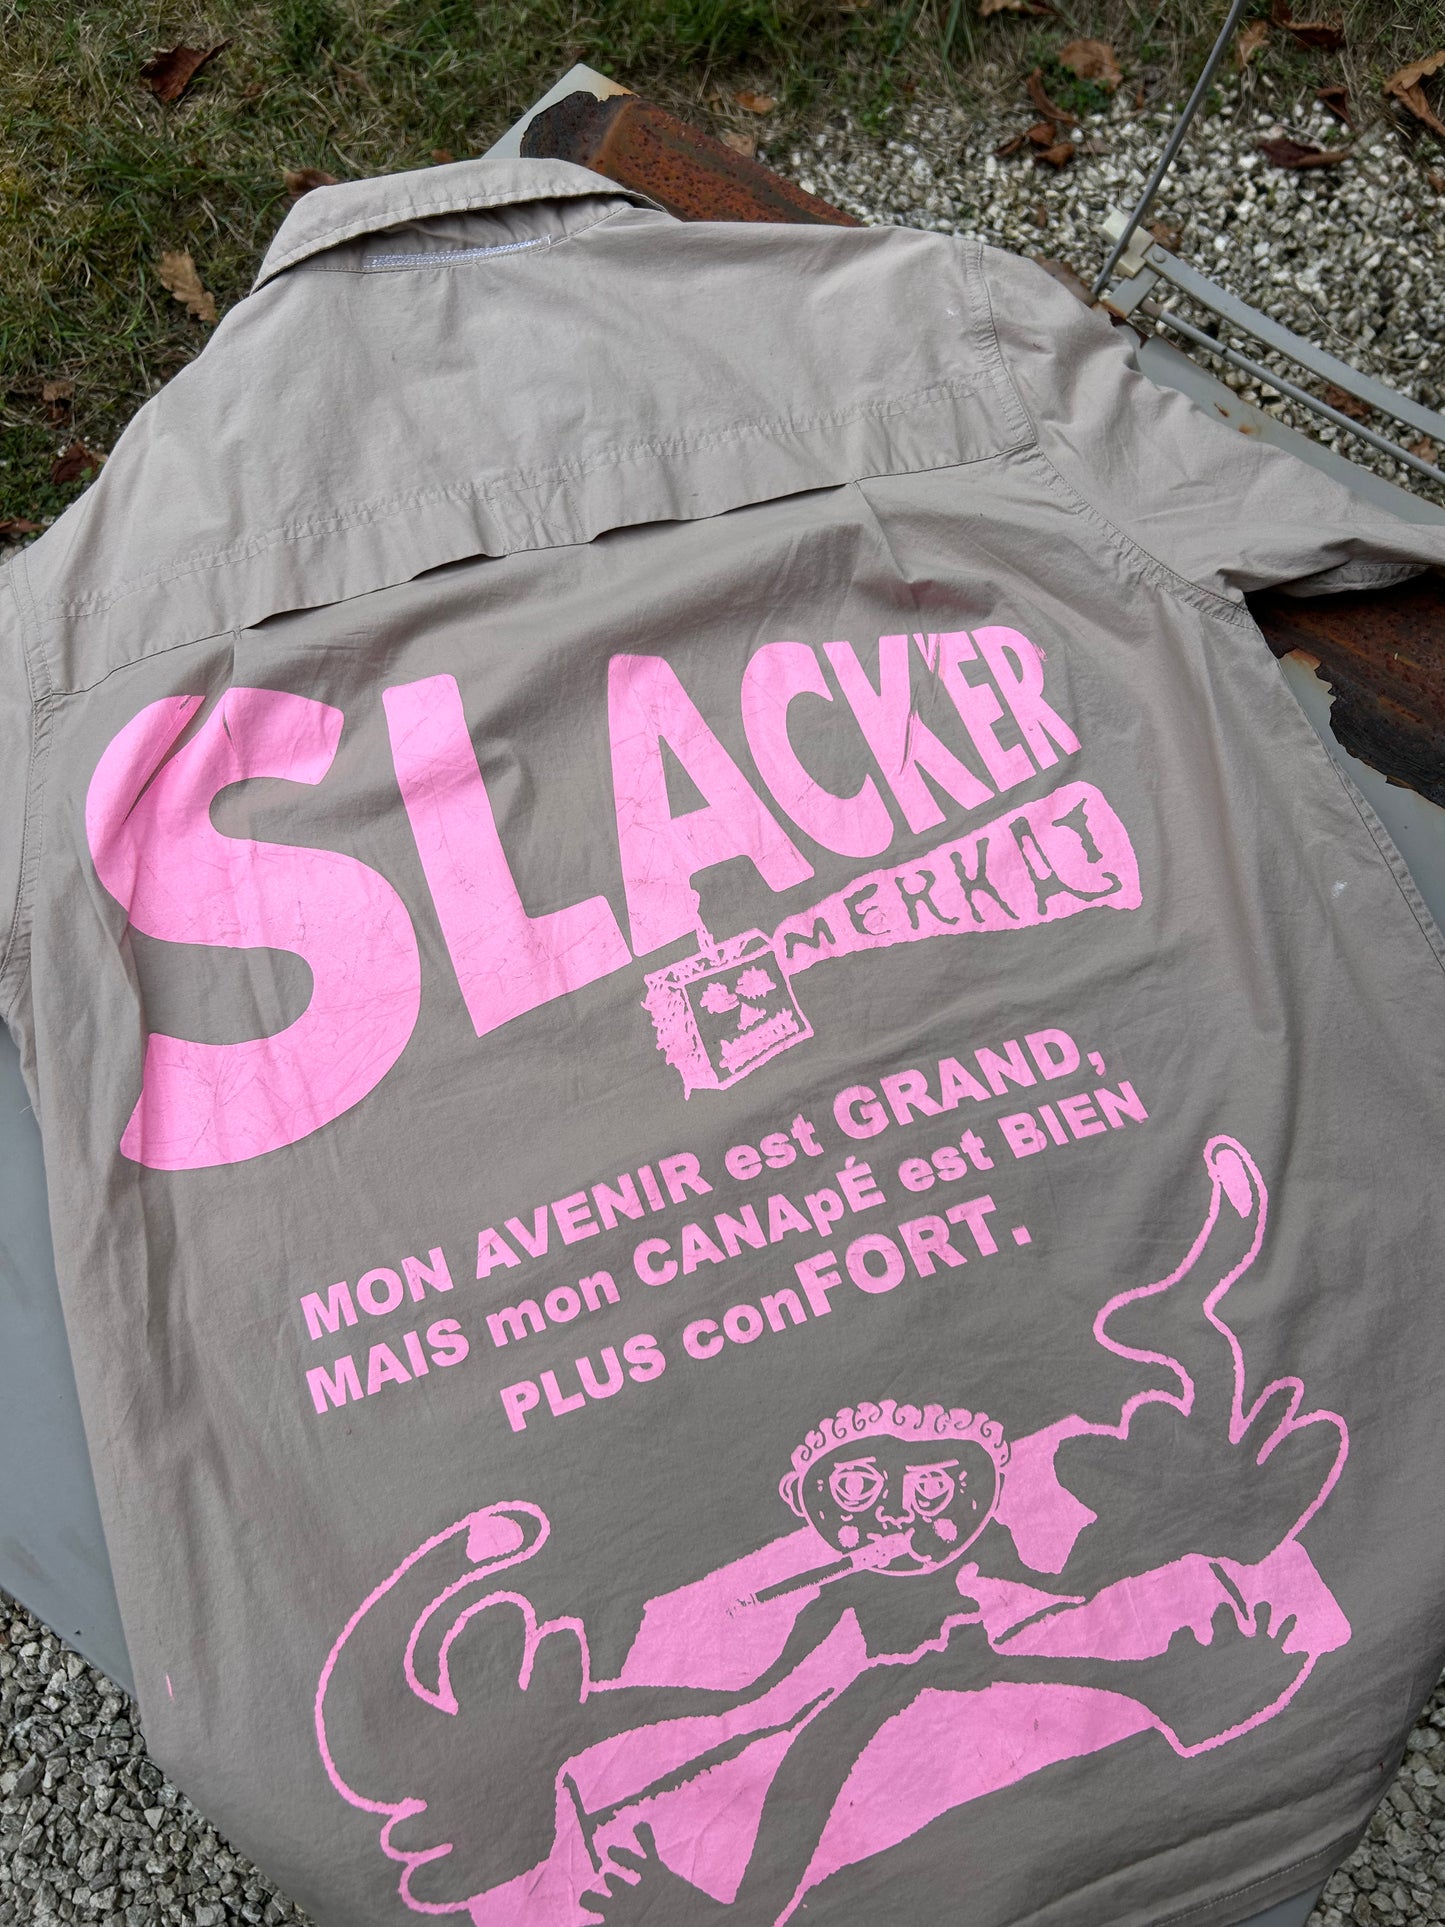 SLACKER
MERKAT
MON AVENIR est GRAND,
MAIS mon CANApÉ est BIEN
PLUS conFORT.